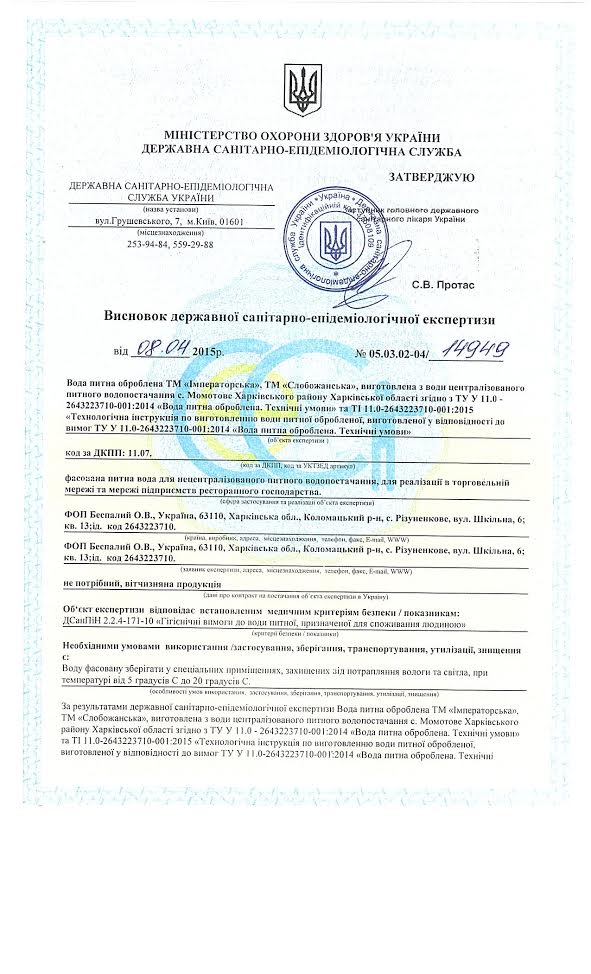 МІНІСТЕРСТВО ОХОРОНИ ЗДОРОВ'Я УКРАЇНИ
ДЕРЖАВНА САНІТАРНО-ЕПІДЕМІОЛОГІЧНА СЛУЖБА
ЗАТВЕРДЖУЮ
ДЕРЖАВНА САНІТАРНО-ЕПІДЕМІОЛОГІЧНА
СЛУЖБА УКРАЇНИ
(назва установи)
вул.Грушевського, 7, м.Київ, 01601
(місцезнаходження)
253-94-84, 559-29-88
Заступник головного державного
санітарного лікаря України
С.В. Протас
Висновок державної санітарно-епідеміологічної експертизи
від 08.04 2015р.
№ 05.03.02-04/ 14949
Вода питна оброблена ТМ «Імператорська», ТМ «Слобожанська», виготовлена з води централізованого
питного водопостачання с. Момотове Харківського району Харківської області згідно з ТУ У 11.0 -
2643223710-001:2014 «Вода питна оброблена. Технічні умови» та ТІ 11.0-2643223710-001:2015
«Технологічна інструкція по виготовленню води питної обробленої, виготовленої у відповідності до
вимог ТУ У 11.0-2643223710-001:2014 «Вода питна оброблена. Технічні умови»
(об'єкта експертизи )
код за ДКПП: 11.07.
(код за ДКПП, код за УКТЗЕД артикул)
фасована питна вода для нецентралізованого питного водопостачання, для реалізації в торговельній
мережі та мережі підприємств ресторанного господарства.
(сфера застосування та реалізації об'єкта експертизи)
ФОП Беспалий О.В., Україна, 63110, Харківська обл., Коломацький р-н, с. Різуненкове, вул. Шкільна, 6;
кв. 13;ід. код 2643223710.
(країна, виробник, адреса, місцезнаходження, телефон, факс, E-mail, WWW)
ФОП Беспалий О.В., Україна, 63110, Харківська обл., Коломацький р-н, с. Різуненкове, вул. Шкільна, 6;
кв. 13;ід. код 2643223710.
(заявник експертизи, адреса, місцезнаходження, телефон, факс, E-mail, WWW)
не потрібний, вітчизняна продукція
(дані про контракт на постачання об'єкта експертизи в Україну)
Об'єкт експертизи відповідає встановленим медичним критеріям безпеки / показникам:
ДСанПіН 2.2.4-171-10 «Гігієнічні вимоги до води питної, призначеної для споживання людиною»
(критерії безпеки / показники)
Необхідними умовами використання /застосування, зберігання, транспортування, утилізації, знищення
є:
Воду фасовану зберігати у спеціальних приміщеннях, захищених від потрапляння вологи та світла, при
температурі від 5 градусів С до 20 градусів С.
(особливості умов використання, застосування, зберігання, транспортування, утилізації, знищення)
За результатами державної санітарно-епідеміологічної експертизи Вода питна оброблена ТМ «Імператорська»,
ТМ «Слобожанська», виготовлена з води централізованого питного водопостачання с. Момотове Харківського
району Харківської області згідно з ТУ У 11.0 - 2643223710-001:2014 «Вода питна оброблена. Технічні умови»
та ТІ 11.0-2643223710-001:2015 «Технологічна інструкція по виготовленню води питної обробленої,
виготовленої у відповідності до вимог ТУ У 11.0-2643223710-001:2014 «Вода питна оброблена. Технічні